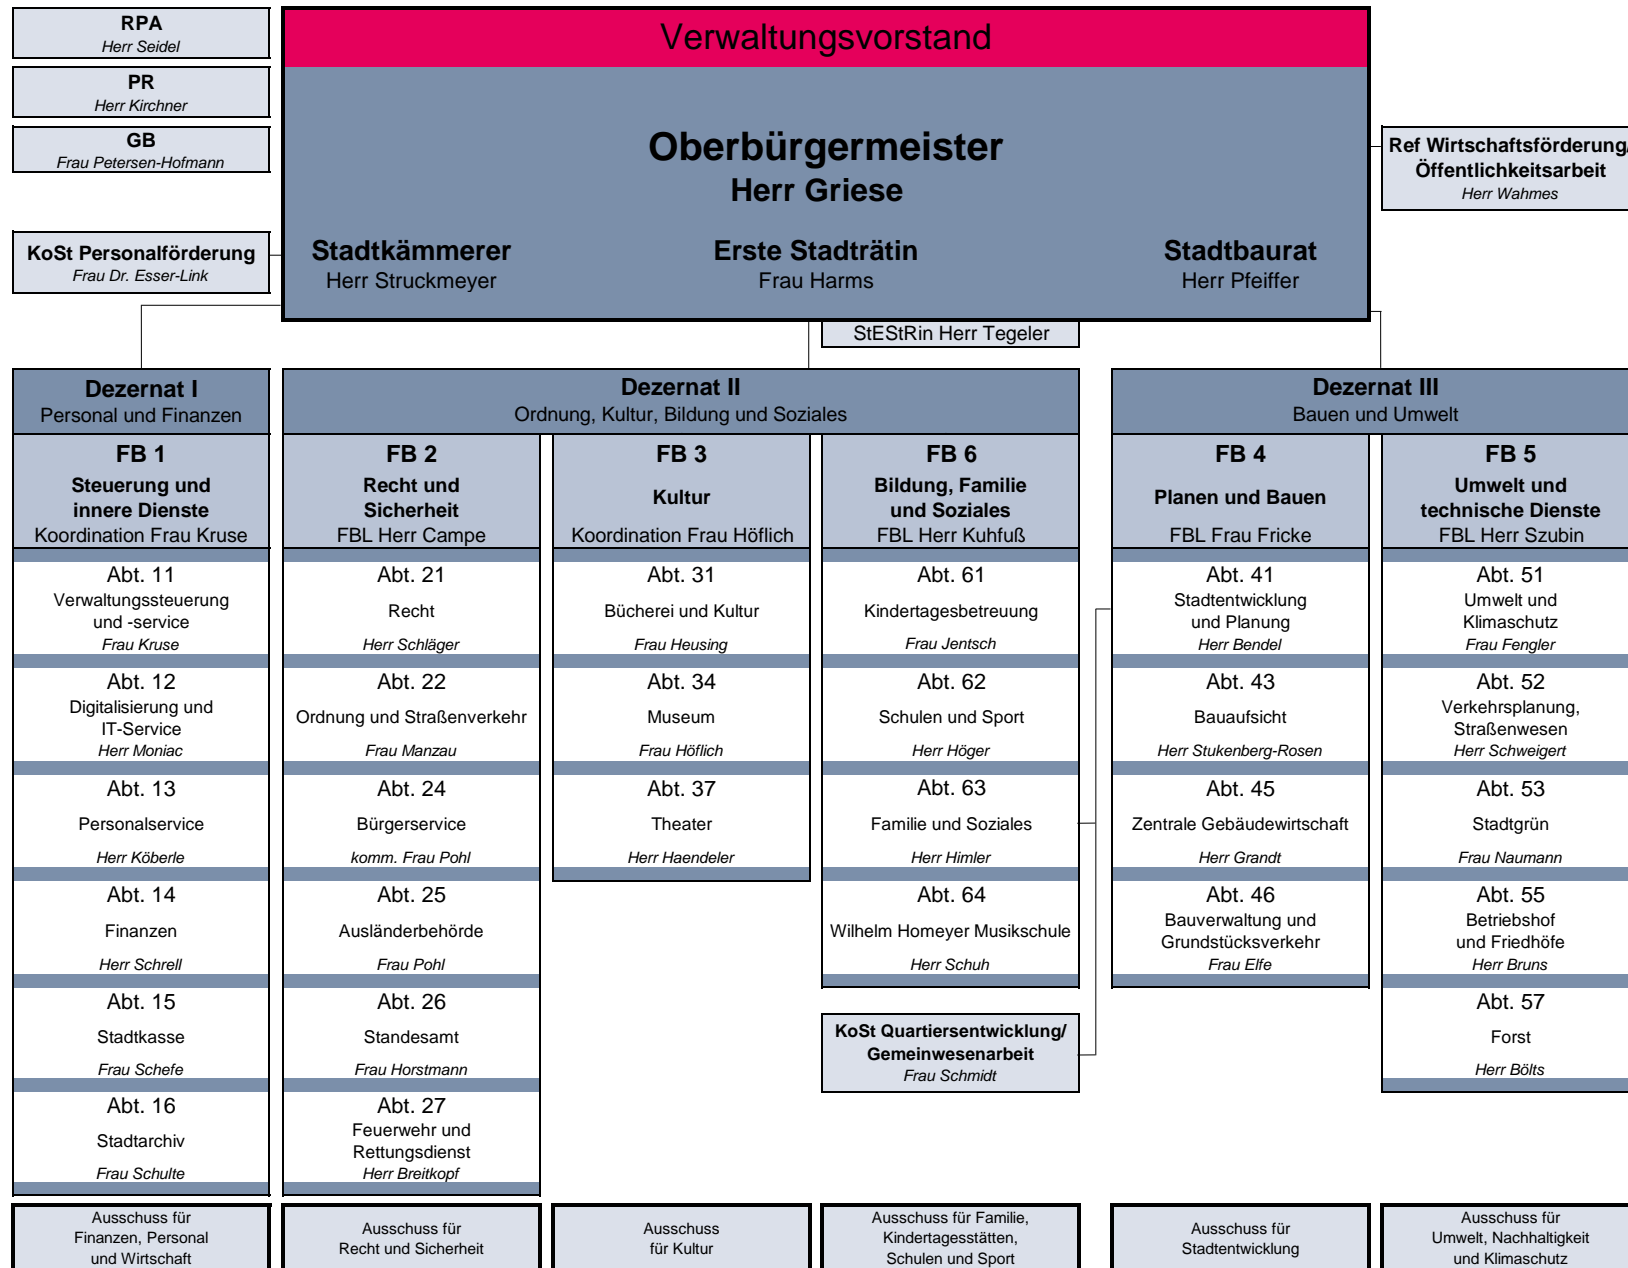 RPA
Herr Seidel
PR
Herr Kirchner
GB
Frau Petersen-Hofmann
KoSt Personalförderung
Frau Dr. Esser-Link
Verwaltungsvorstand
Oberbürgermeister
Herr Griese
Stadtkämmerer
Herr Struckmeyer
Erste Stadträtin
Frau Harms
Stadtbaurat
Herr Pfeiffer
Ref Wirtschaftsförderung/
Öffentlichkeitsarbeit
Herr Wahmes
StEStRin Herr Tegeler
Dezernat I
Personal und Finanzen
FB 1
Steuerung und
innere Dienste
Koordination Frau Kruse
Abt. 11
Verwaltungssteuerung
und -service
Frau Kruse
Abt. 12
Digitalisierung und
IT-Service
Herr Moniac
Abt. 13
Personalservice
Herr Köberle
Abt. 14
Finanzen
Herr Schrell
Abt. 15
Stadtkasse
Frau Schefe
Abt. 16
Stadtarchiv
Frau Schulte
Ausschuss für
Finanzen, Personal
und Wirtschaft
Dezernat II
Ordnung, Kultur, Bildung und Soziales
FB 2
Recht und
Sicherheit
FBL Herr Campe
Abt. 21
Recht
Herr Schläger
Abt. 22
Ordnung und Straßenverkehr
Frau Manzau
Abt. 24
Bürgerservice
komm. Frau Pohl
Abt. 25
Ausländerbehörde
Frau Pohl
Abt. 26
Standesamt
Frau Horstmann
Abt. 27
Feuerwehr und
Rettungsdienst
Herr Breitkopf
Ausschuss für
Recht und Sicherheit
FB 3
Kultur
Koordination Frau Höflich
Abt. 31
Bücherei und Kultur
Frau Heusing
Abt. 34
Museum
Frau Höflich
Abt. 37
Theater
Herr Haendeler
Ausschuss
für Kultur
FB 6
Bildung, Familie
und Soziales
FBL Herr Kuhfuß
Abt. 61
Kindertagesbetreuung
Frau Jentsch
Abt. 62
Schulen und Sport
Herr Höger
Abt. 63
Familie und Soziales
Herr Himler
Abt. 64
Wilhelm Homeyer Musikschule
Herr Schuh
KoSt Quartiersentwicklung/
Gemeinwesenarbeit
Frau Schmidt
Ausschuss für Familie,
Kindertagesstätten,
Schulen und Sport
Dezernat III
Bauen und Umwelt
FB 4
Planen und Bauen
FBL Frau Fricke
Abt. 41
Stadtentwicklung
und Planung
Herr Bendel
Abt. 43
Bauaufsicht
Herr Stukenberg-Rosen
Abt. 45
Zentrale Gebäudewirtschaft
Herr Grandt
Abt. 46
Bauverwaltung und
Grundstücksverkehr
Frau Elfe
Ausschuss für
Stadtentwicklung
FB 5
Umwelt und
technische Dienste
FBL Herr Szubin
Abt. 51
Umwelt und
Klimaschutz
Frau Fengler
Abt. 52
Verkehrsplanung,
Straßenwesen
Herr Schweigert
Abt. 53
Stadtgrün
Frau Naumann
Abt. 55
Betriebshof
und Friedhöfe
Herr Bruns
Abt. 57
Forst
Herr Bölts
Ausschuss für
Umwelt, Nachhaltigkeit
und Klimaschutz